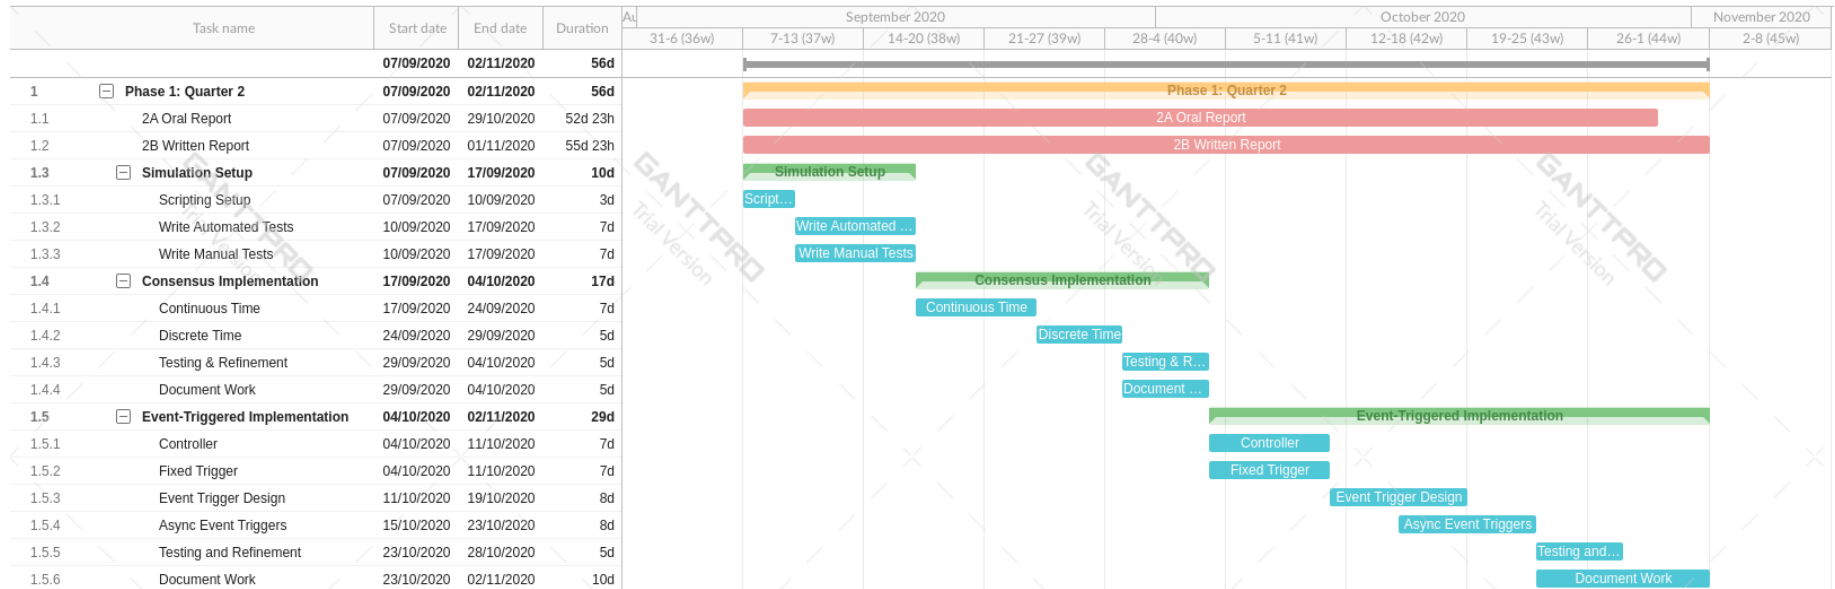 Task name Start date End date Duration Au September 2020 October 2020 November 2020
31-6 (36w) 7-13 (37w) 14-20 (38w) 21-27 (39w) 28-4 (40w) 5-11 (41w) 12-18 (42w) 19-25 (43w) 26-1 (44w) 2-8 (45w)
07/09/2020 02/11/2020 56d
1 Phase 1: Quarter 2 07/09/2020 02/11/2020 56d Phase 1: Quarter 2
1.1 2A Oral Report 07/09/2020 29/10/2020 52d 23h 2A Oral Report
1.2 2B Written Report 07/09/2020 01/11/2020 55d 23h 2B Written Report
1.3 Simulation Setup 07/09/2020 17/09/2020 10d Simulation Setup
1.3.1 Scripting Setup 07/09/2020 10/09/2020 3d Script...
1.3.2 Write Automated Tests 10/09/2020 17/09/2020 7d Write Automated ...
1.3.3 Write Manual Tests 10/09/2020 17/09/2020 7d Write Manual Tests
1.4 Consensus Implementation 17/09/2020 04/10/2020 17d Consensus Implementation
1.4.1 Continuous Time 17/09/2020 24/09/2020 7d Continuous Time
1.4.2 Discrete Time 24/09/2020 29/09/2020 5d Discrete Time
1.4.3 Testing & Refinement 29/09/2020 04/10/2020 5d Testing & R...
1.4.4 Document Work 29/09/2020 04/10/2020 5d Document ...
1.5 Event-Triggered Implementation 04/10/2020 02/11/2020 29d Event-Triggered Implementation
1.5.1 Controller 04/10/2020 11/10/2020 7d Controller
1.5.2 Fixed Trigger 04/10/2020 11/10/2020 7d Fixed Trigger
1.5.3 Event Trigger Design 11/10/2020 19/10/2020 8d Event Trigger Design
1.5.4 Async Event Triggers 15/10/2020 23/10/2020 8d Async Event Triggers
1.5.5 Testing and Refinement 23/10/2020 28/10/2020 5d Testing and...
1.5.6 Document Work 23/10/2020 02/11/2020 10d Document Work
GANTTPRO
Trial Version
GANTTPRO
Trial Version
GANTTPRO
Trial Version
GANTTPRO
Trial Version